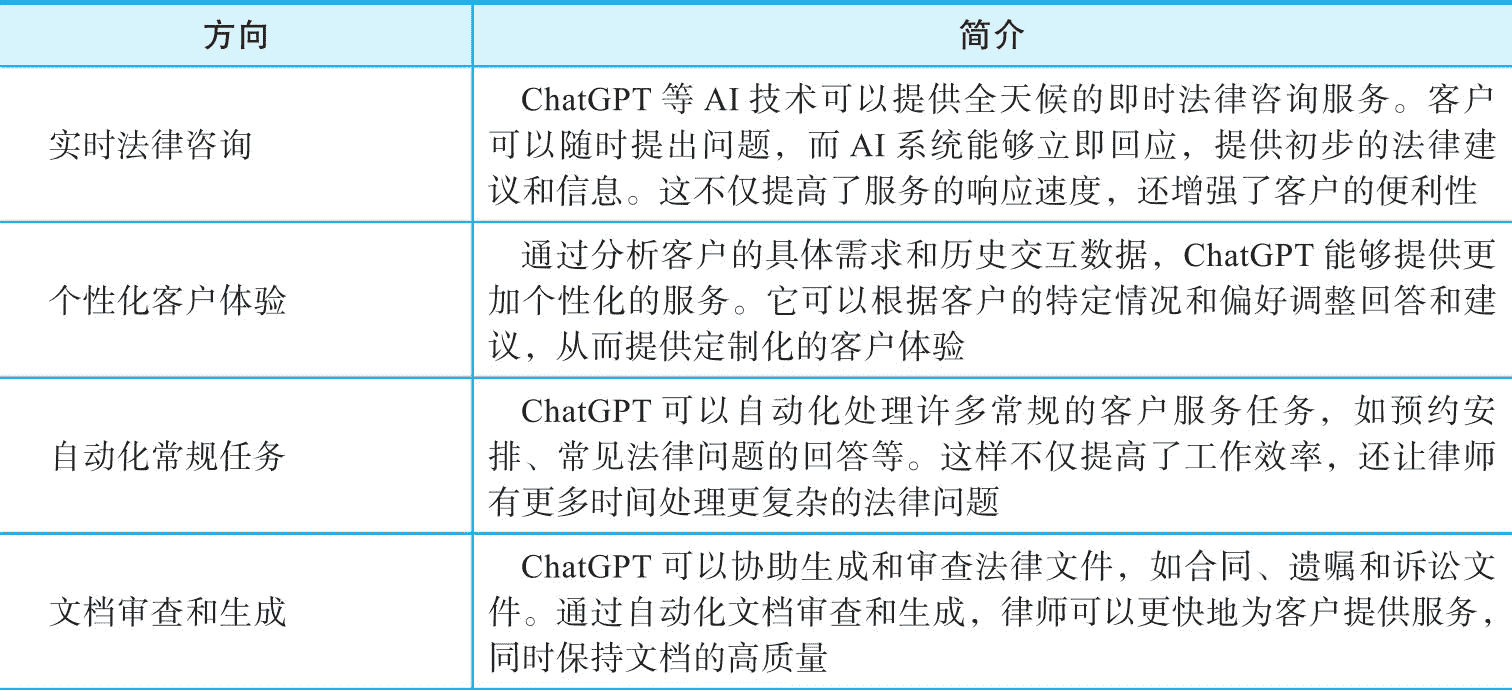 方向 简介
实时法律咨询
ChatGPT 等 AI 技术可以提供全天候的即时法律咨询服务。客户
可以随时提出问题，而 AI 系统能够立即回应，提供初步的法律建
议和信息。这不仅提高了服务的响应速度，还增强了客户的便利性
个性化客户体验
通过分析客户的具体需求和历史交互数据，ChatGPT 能够提供更
加个性化的服务。它可以根据客户的特定情况和偏好调整回答和建
议，从而提供定制化的客户体验
自动化常规任务
ChatGPT 可以自动化处理许多常规的客户服务任务，如预约安
排、常见法律问题的回答等。这样不仅提高了工作效率，还让律师
有更多时间处理更复杂的法律问题
文档审查和生成
ChatGPT 可以协助生成和审查法律文件，如合同、遗嘱和诉讼文
件。通过自动化文档审查和生成，律师可以更快地为客户提供服务，
同时保持文档的高质量